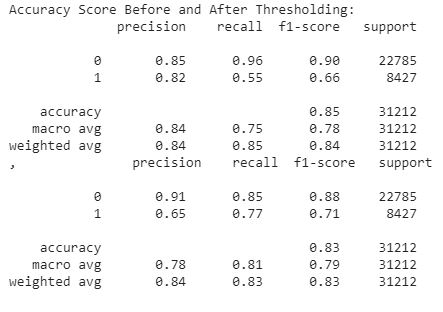 Accuracy Score Before and After Thresholding:
precision recall f1-score support
0 0.85 0.96 0.90 22785
1 0.82 0.55 0.66 8427
accuracy 0.85 31212
macro avg 0.84 0.75 0.78 31212
weighted avg 0.84 0.85 0.84 31212
, precision recall f1-score support
0 0.91 0.85 0.88 22785
1 0.65 0.77 0.71 8427
accuracy 0.83 31212
macro avg 0.78 0.81 0.79 31212
weighted avg 0.84 0.83 0.83 31212